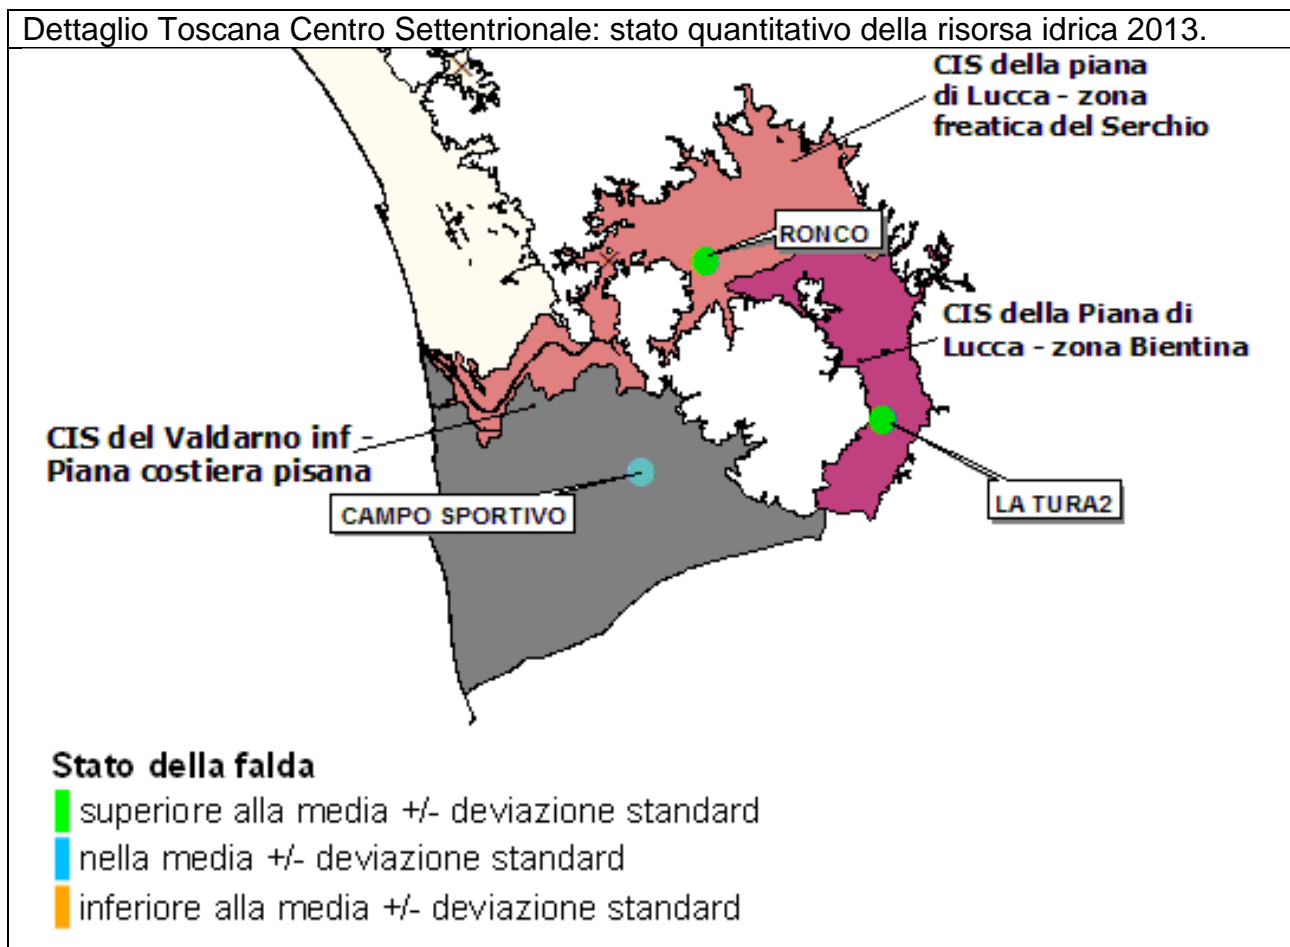 Dettaglio Toscana Centro Settentrionale: stato quantitativo della risorsa idrica 2013.
CIS della piana
di Lucca - zona
freatica del Serchio
RONCO
CIS della Piana di
Lucca - zona Bientina
CIS del Valdarno inf -
Piana costiera pisana
CAMPO SPORTIVO
LA TURA2
Stato della falda
superiore alla media +/- deviazione standard
nella media +/- deviazione standard
inferiore alla media +/- deviazione standard